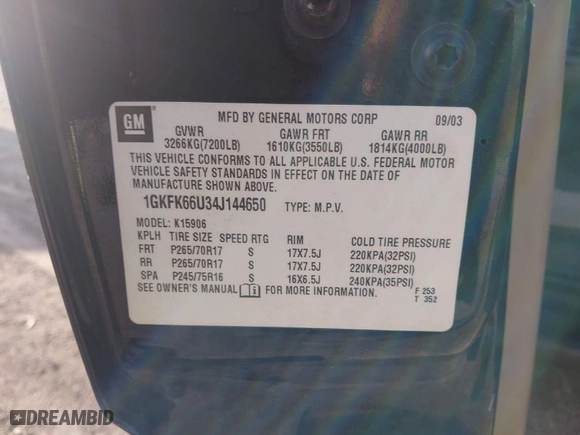 GM
MFD BY GENERAL MOTORS CORP 09/03
GVWR GAWR FRT GAWR RR
3266KG(7200LB) 1610KG(3550LB) 1814KG(4000LB)
THIS VEHICLE CONFORMS TO ALL APPLICABLE U.S. FEDERAL MOTOR
VEHICLE SAFETY STANDARDS IN EFFECT ON THE DATE OF
MANUFACTURE SHOWN ABOVE.
1GKFK66U34J144650 TYPE: M.P.V.
MODEL: K15906
KPLH TIRE SIZE SPEED RTG RIM COLD TIRE PRESSURE
FRT P265/70R17 S 17X7.5J 220KPA(32PSI)
RR P265/70R17 S 17X7.5J 220KPA(32PSI)
SPA P245/75R16 S 16X6.5J 240KPA(35PSI)
SEE OWNER'S MANUAL FOR MORE INFORMATION.
F 253
T 352
DREAMBID